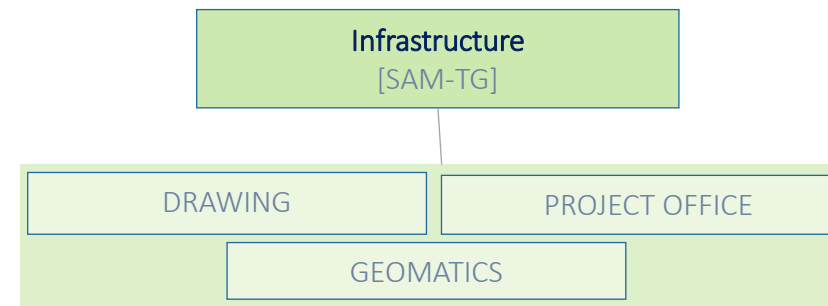 Infrastructure
[SAM-TG]
DRAWING
PROJECT OFFICE
GEOMATICS